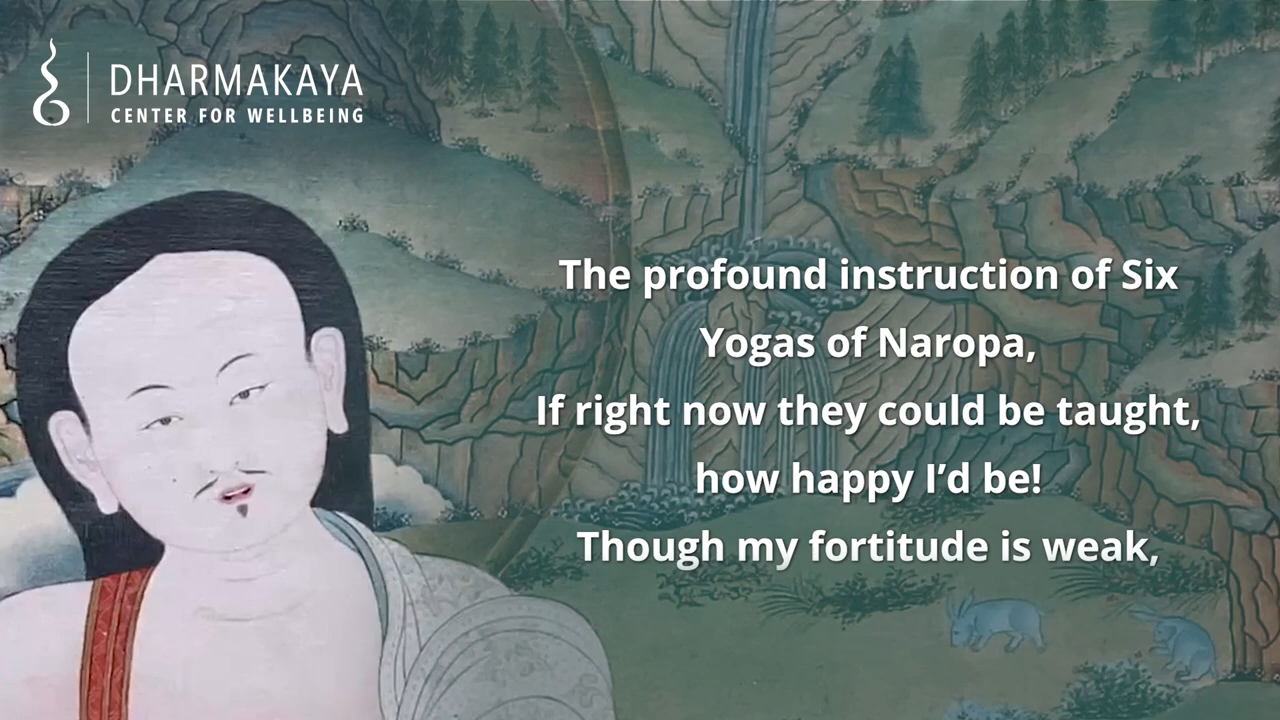 DHARMAKAYA
CENTER FOR WELLBEING
The profound instruction of Six
Yogas of Naropa,
If right now they could be taught,
how happy I’d be!
Though my fortitude is weak,